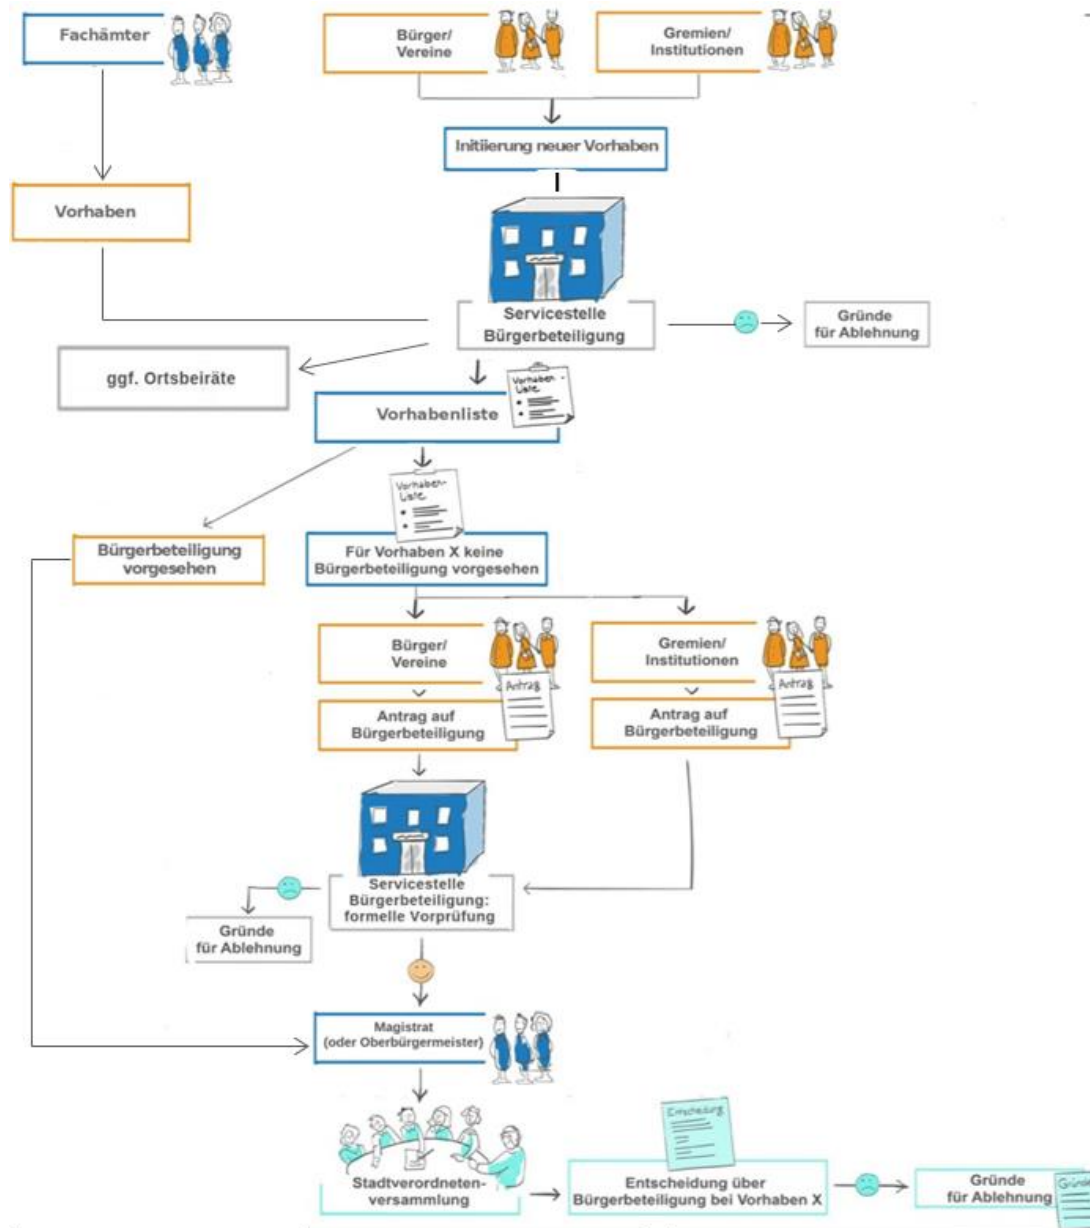 Fachämter
Bürger/
Vereine
Gremien/
Institutionen
Initiierung neuer Vorhaben
Vorhaben
Servicestelle
Bürgerbeteiligung
Gründe
für Ablehnung
ggf. Ortsbeiräte
Vorhaben-
Liste
Vorhabenliste
Vorhaben-
Liste
Bürgerbeteiligung
vorgesehen
Für Vorhaben X keine
Bürgerbeteiligung vorgesehen
Bürger/
Vereine
Gremien/
Institutionen
Antrag
Antrag
Antrag auf
Bürgerbeteiligung
Antrag auf
Bürgerbeteiligung
Servicestelle
Bürgerbeteiligung:
formelle Vorprüfung
Gründe
für Ablehnung
Magistrat
(oder Oberbürgermeister)
Entscheidung
Stadtverordneten-
versammlung
Entscheidung über
Bürgerbeteiligung bei Vorhaben X
Gründe
für Ablehnung